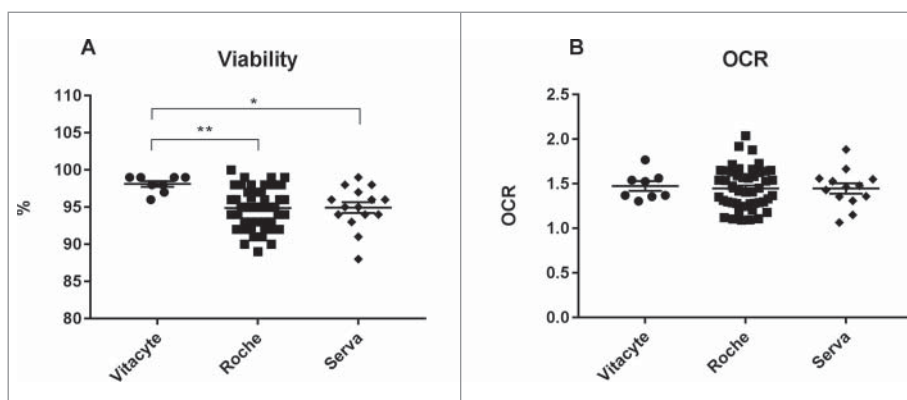 A
Viability
110
105
100
95
90
85
80
%
*
**
Vitacyte
Roche
Serva
B
OCR
2.5
2.0
1.5
1.0
0.5
0.0
OCR
Vitacyte
Roche
Serva